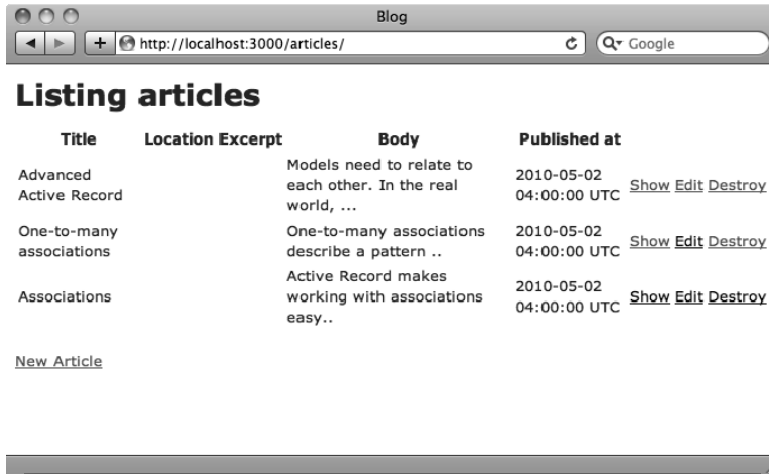 Blog
http://localhost:3000/articles/
Google
Listing articles
Title Location Excerpt Body Published at
Advanced
Active Record
Models need to relate to
each other. In the real
world, ...
2010-05-02
04:00:00 UTC
Show Edit Destroy
One-to-many
associations
One-to-many associations
describe a pattern ..
2010-05-02
04:00:00 UTC
Show Edit Destroy
Associations
Active Record makes
working with associations
easy..
2010-05-02
04:00:00 UTC
Show Edit Destroy
New Article